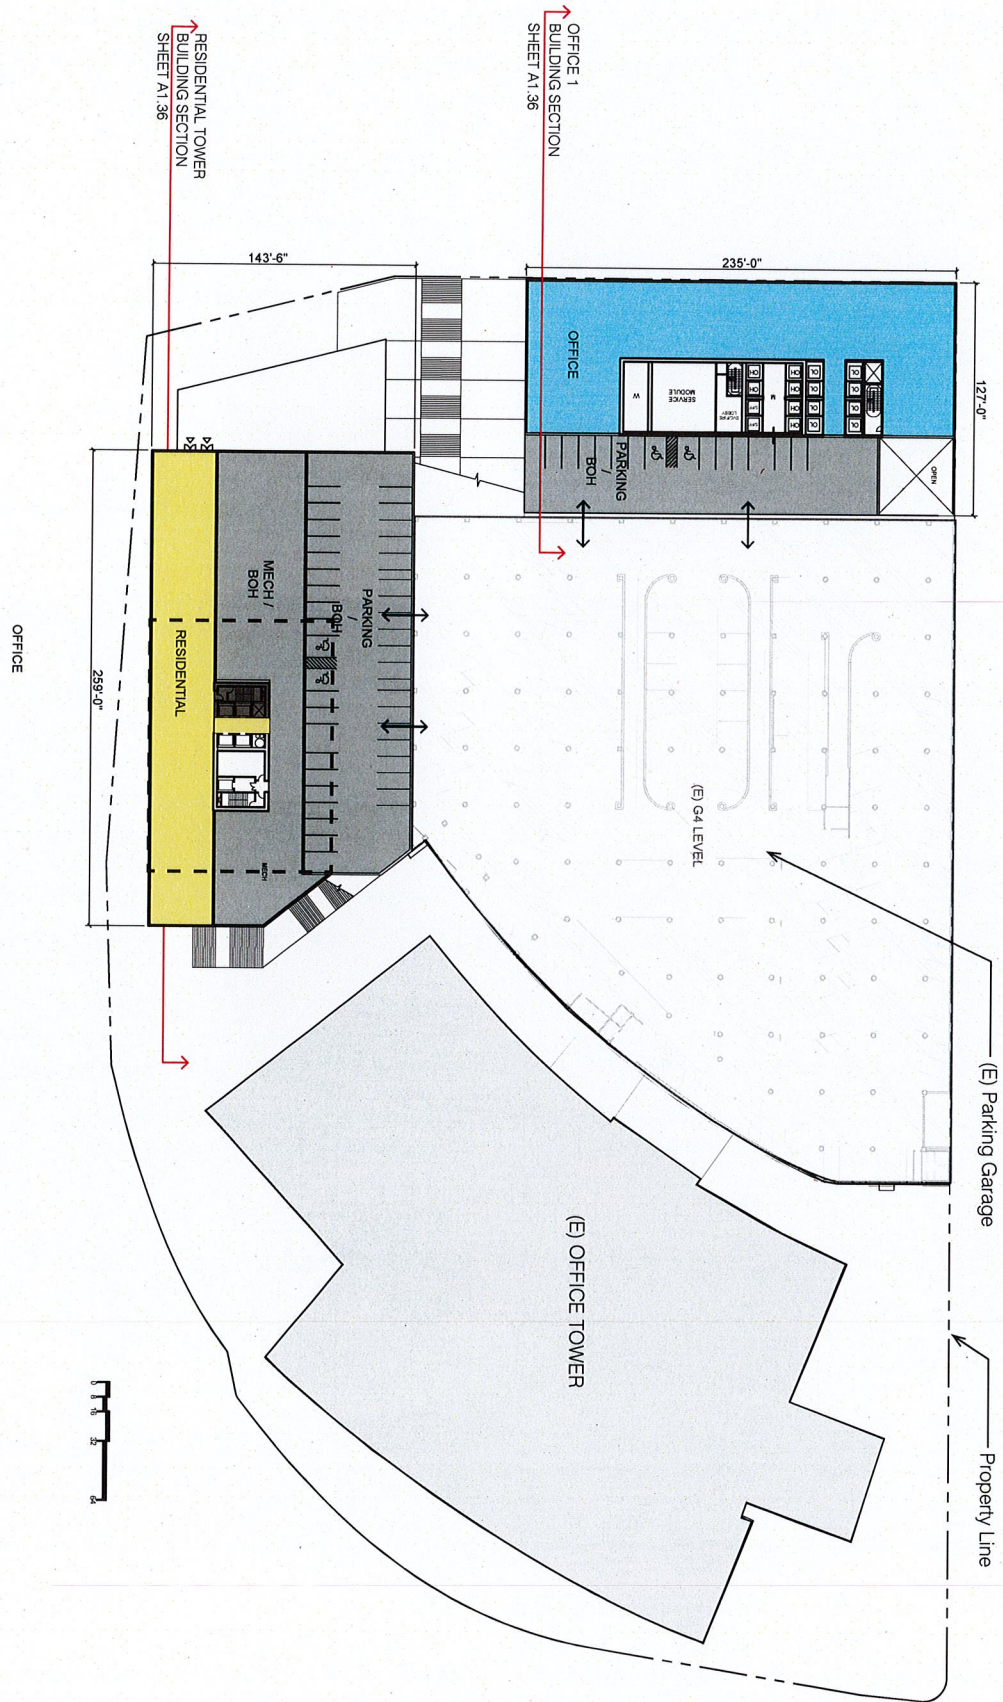 RESIDENTIAL TOWER
BUILDING SECTION
SHEET A1.36
OFFICE 1
BUILDING SECTION
SHEET A1.36
143'-6"
235'-0"
127'-0"
OFFICE
W
SERVICE
MODULE
LOBBY
M
OPEN
PARKING
/
BOH
PARKING
/
BOH
MECH /
BOH
RESIDENTIAL
MECH
259'-0"
OFFICE
(E) G4 LEVEL
(E) Parking Garage
Property Line
(E) OFFICE TOWER
0
8
16
32
64